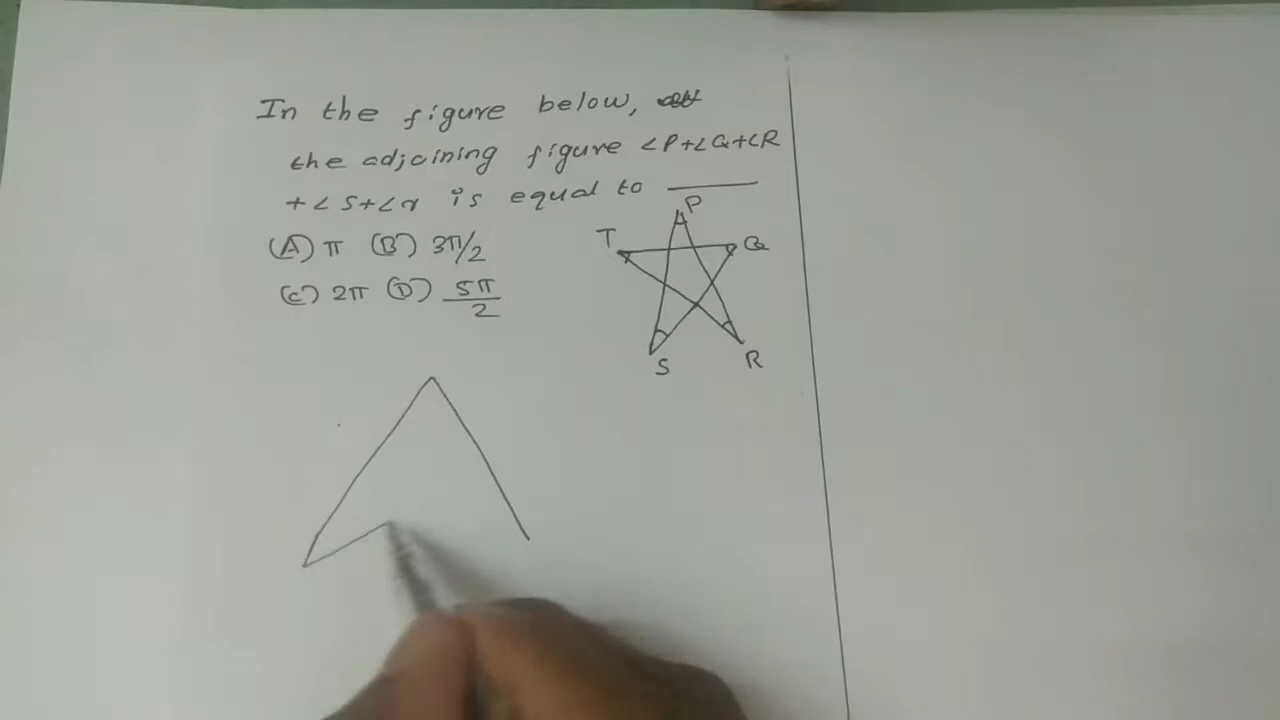 In the figure below,
the adjoining figure ∠P+∠Q+∠R
+∠S+∠r is equal to ______
(A) π (B) 3π/2
(C) 2π (D) 5π/2
P
T
Q
S
R